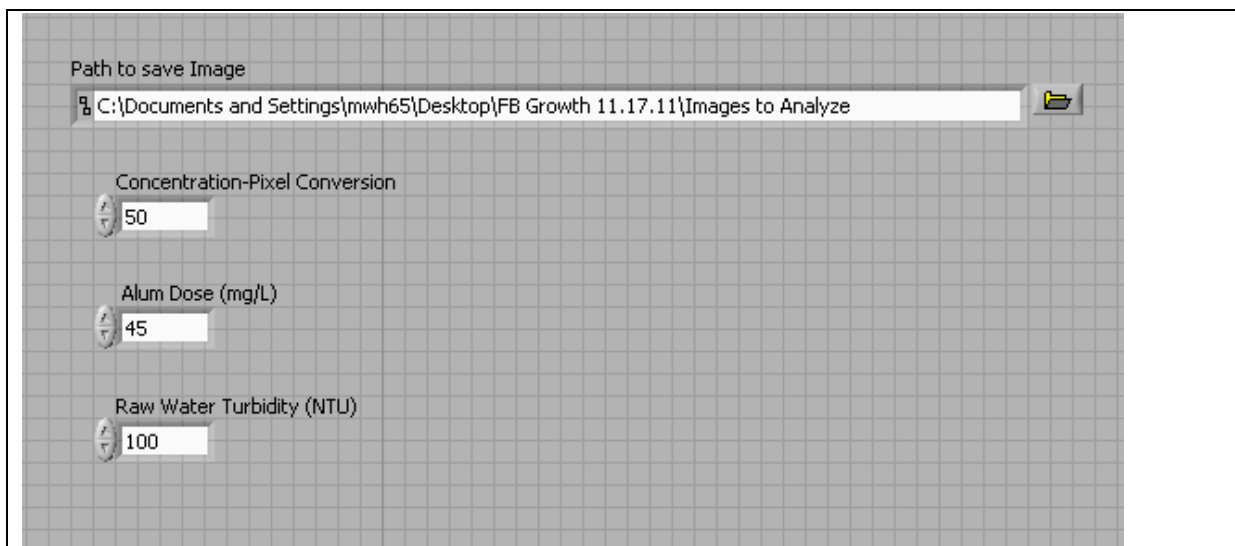 Path to save Image
C:\Documents and Settings\mwh65\Desktop\FB Growth 11.17.11\Images to Analyze
Concentration-Pixel Conversion
50
Alum Dose (mg/L)
45
Raw Water Turbidity (NTU)
100